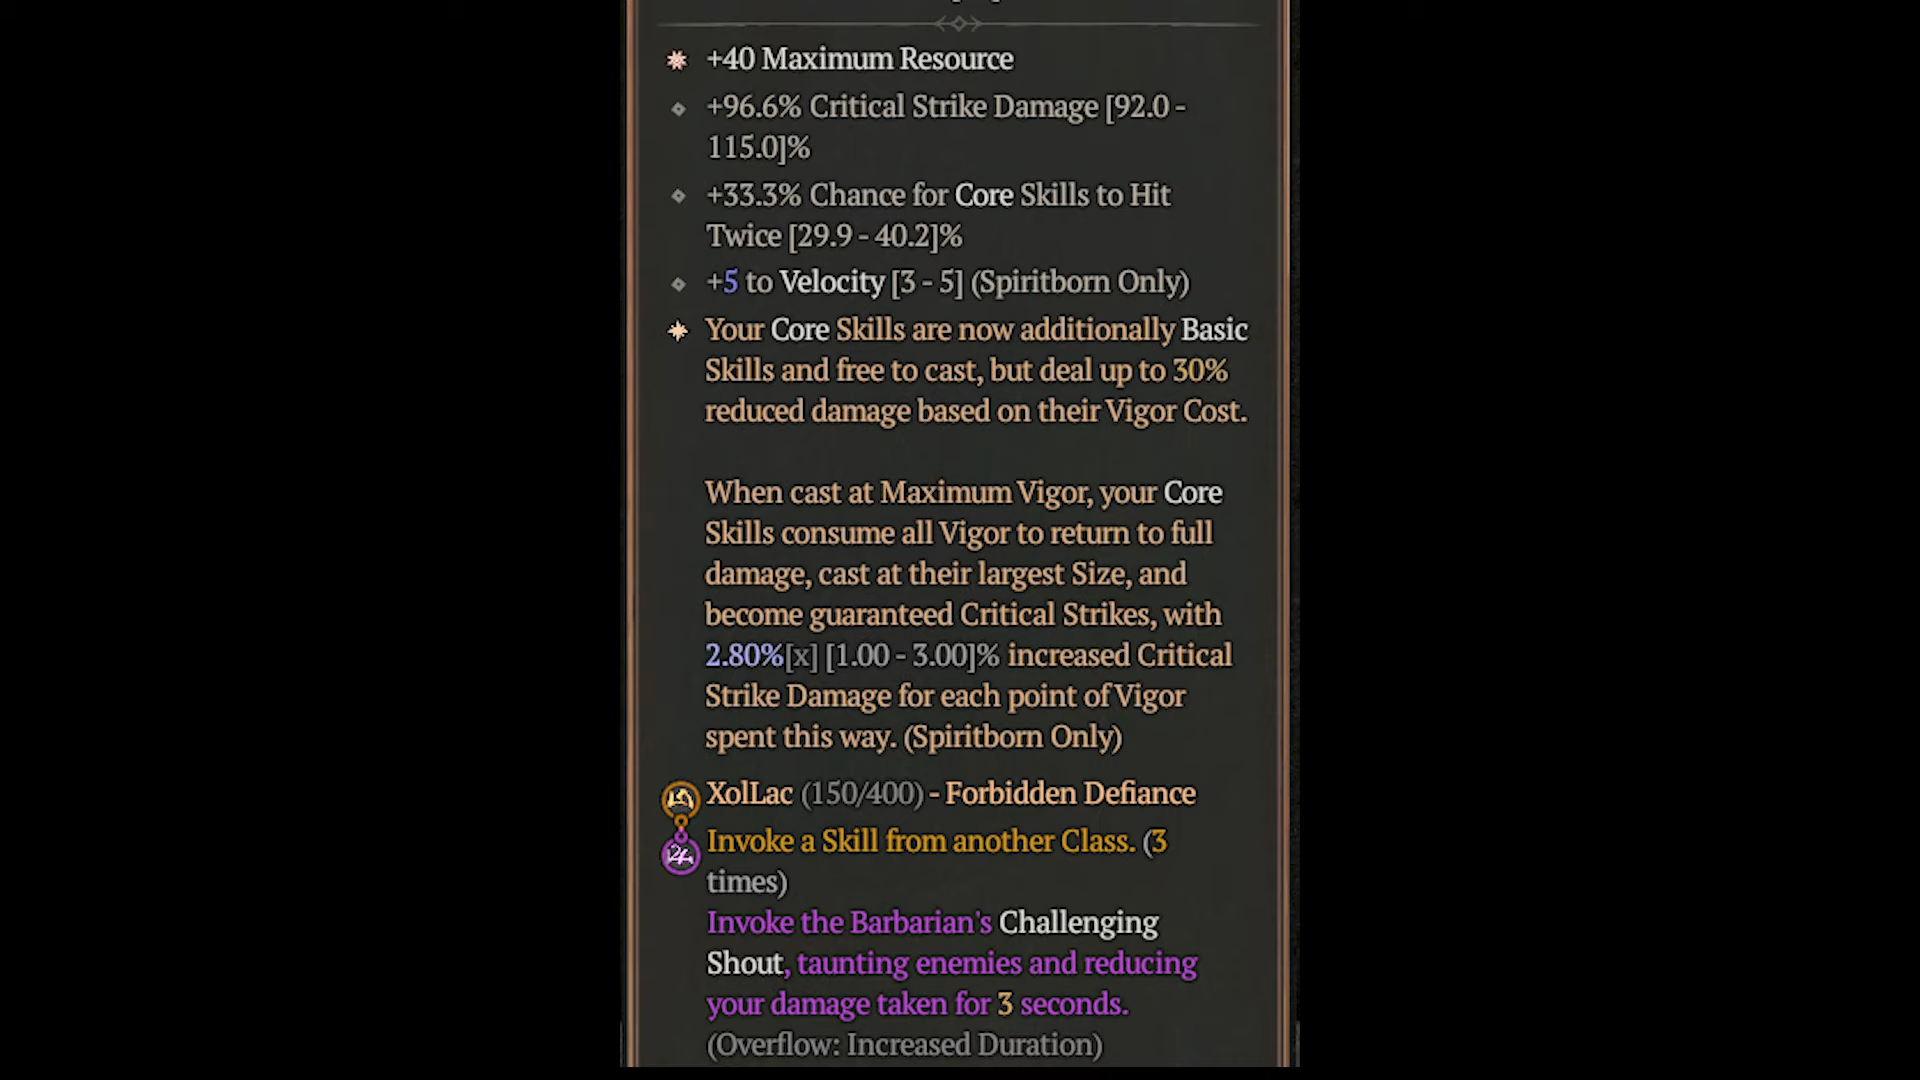 +40 Maximum Resource
+96.6% Critical Strike Damage [92.0 -
115.0]%
+33.3% Chance for Core Skills to Hit
Twice [29.9 - 40.2]%
+5 to Velocity [3 - 5] (Spiritborn Only)
Your Core Skills are now additionally Basic
Skills and free to cast, but deal up to 30%
reduced damage based on their Vigor Cost.
When cast at Maximum Vigor, your Core
Skills consume all Vigor to return to full
damage, cast at their largest Size, and
become guaranteed Critical Strikes, with
2.80%[x] [1.00 - 3.00]% increased Critical
Strike Damage for each point of Vigor
spent this way. (Spiritborn Only)
XolLac (150/400) - Forbidden Defiance
Invoke a Skill from another Class. (3
times)
Invoke the Barbarian's Challenging
Shout, taunting enemies and reducing
your damage taken for 3 seconds.
(Overflow: Increased Duration)